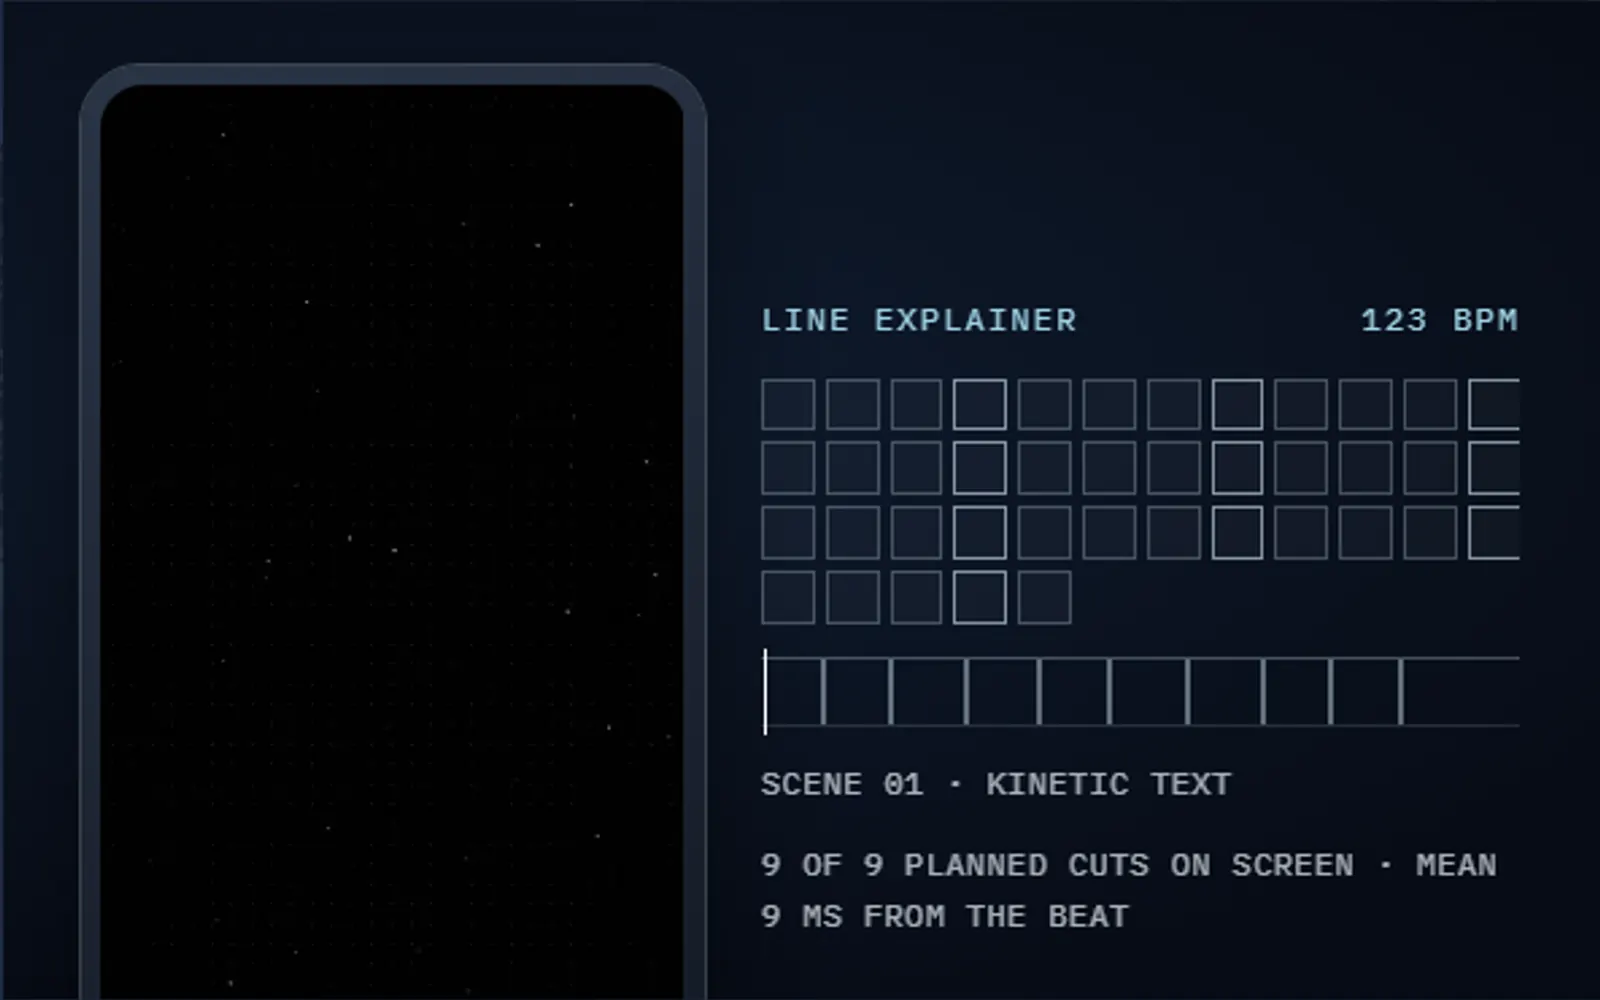 LINE EXPLAINER
123 BPM
SCENE 01 · KINETIC TEXT
9 OF 9 PLANNED CUTS ON SCREEN · MEAN
9 MS FROM THE BEAT